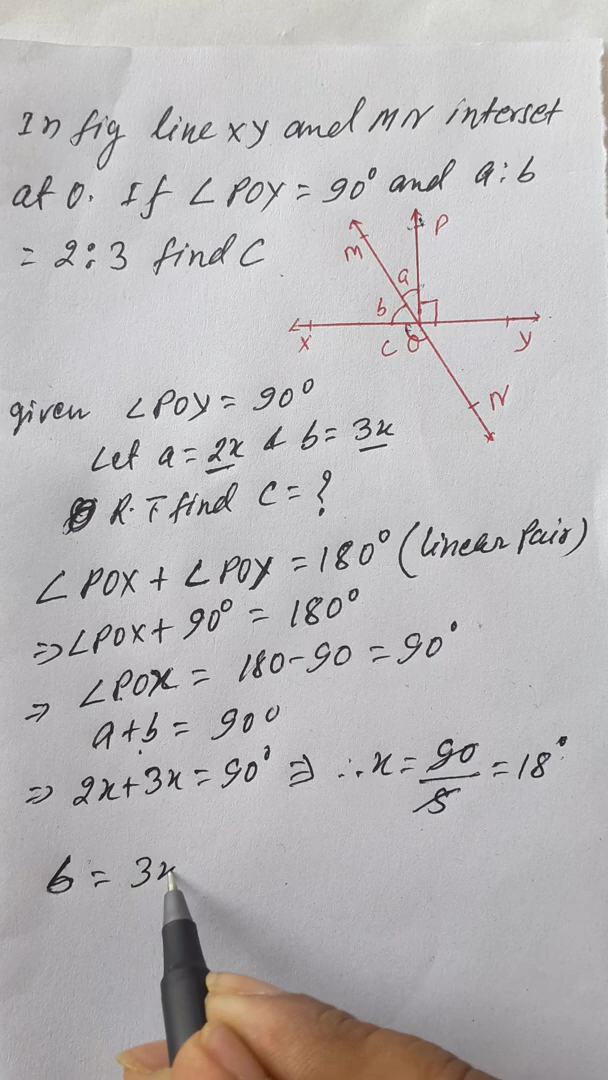 In fig line xy and MN interset
at O. If ∠POY = 90° and a:b
= 2:3 find C
P
M
a
b
X
C
O
Y
N
given ∠POY = 90°
Let a = 2x & b = 3x
R.T find C = ?
∠POX + ∠POY = 180° (linear pair)
⇒ ∠POX + 90° = 180°
⇒ ∠POX = 180-90 = 90°
a+b = 90°
⇒ 2x+3x = 90° ⇒ ∴ x = 90/5 = 18°
b = 3x